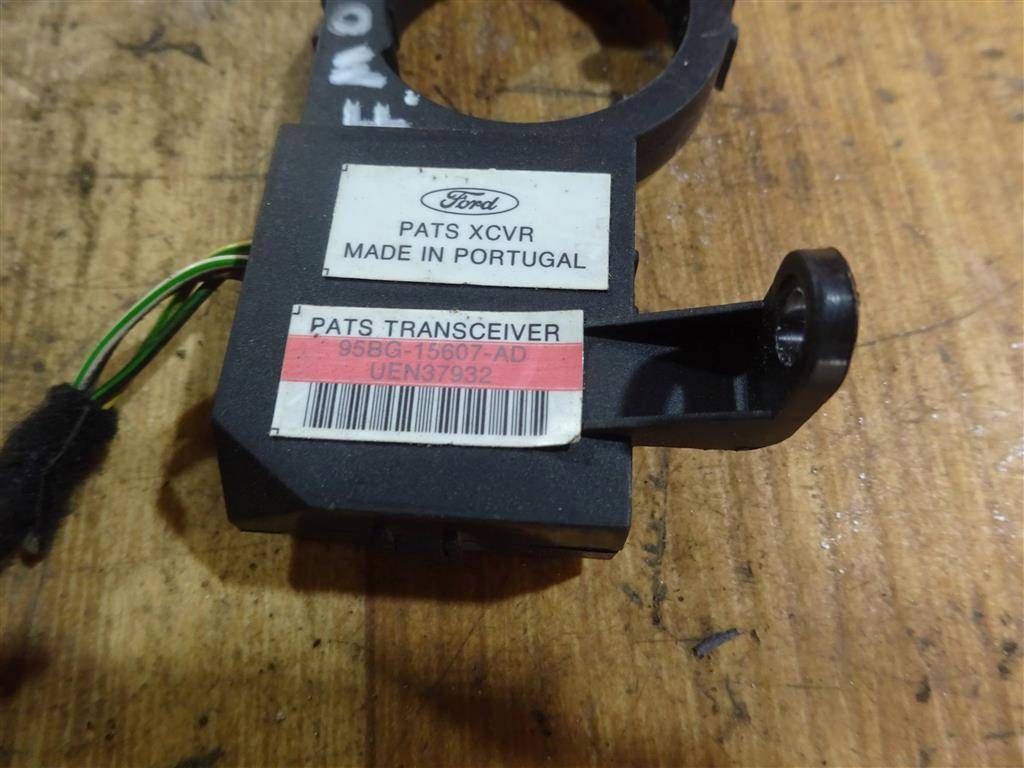 Ford
PATS XCVR
MADE IN PORTUGAL
PATS TRANSCEIVER
95BG-15607-AD
UEN37932